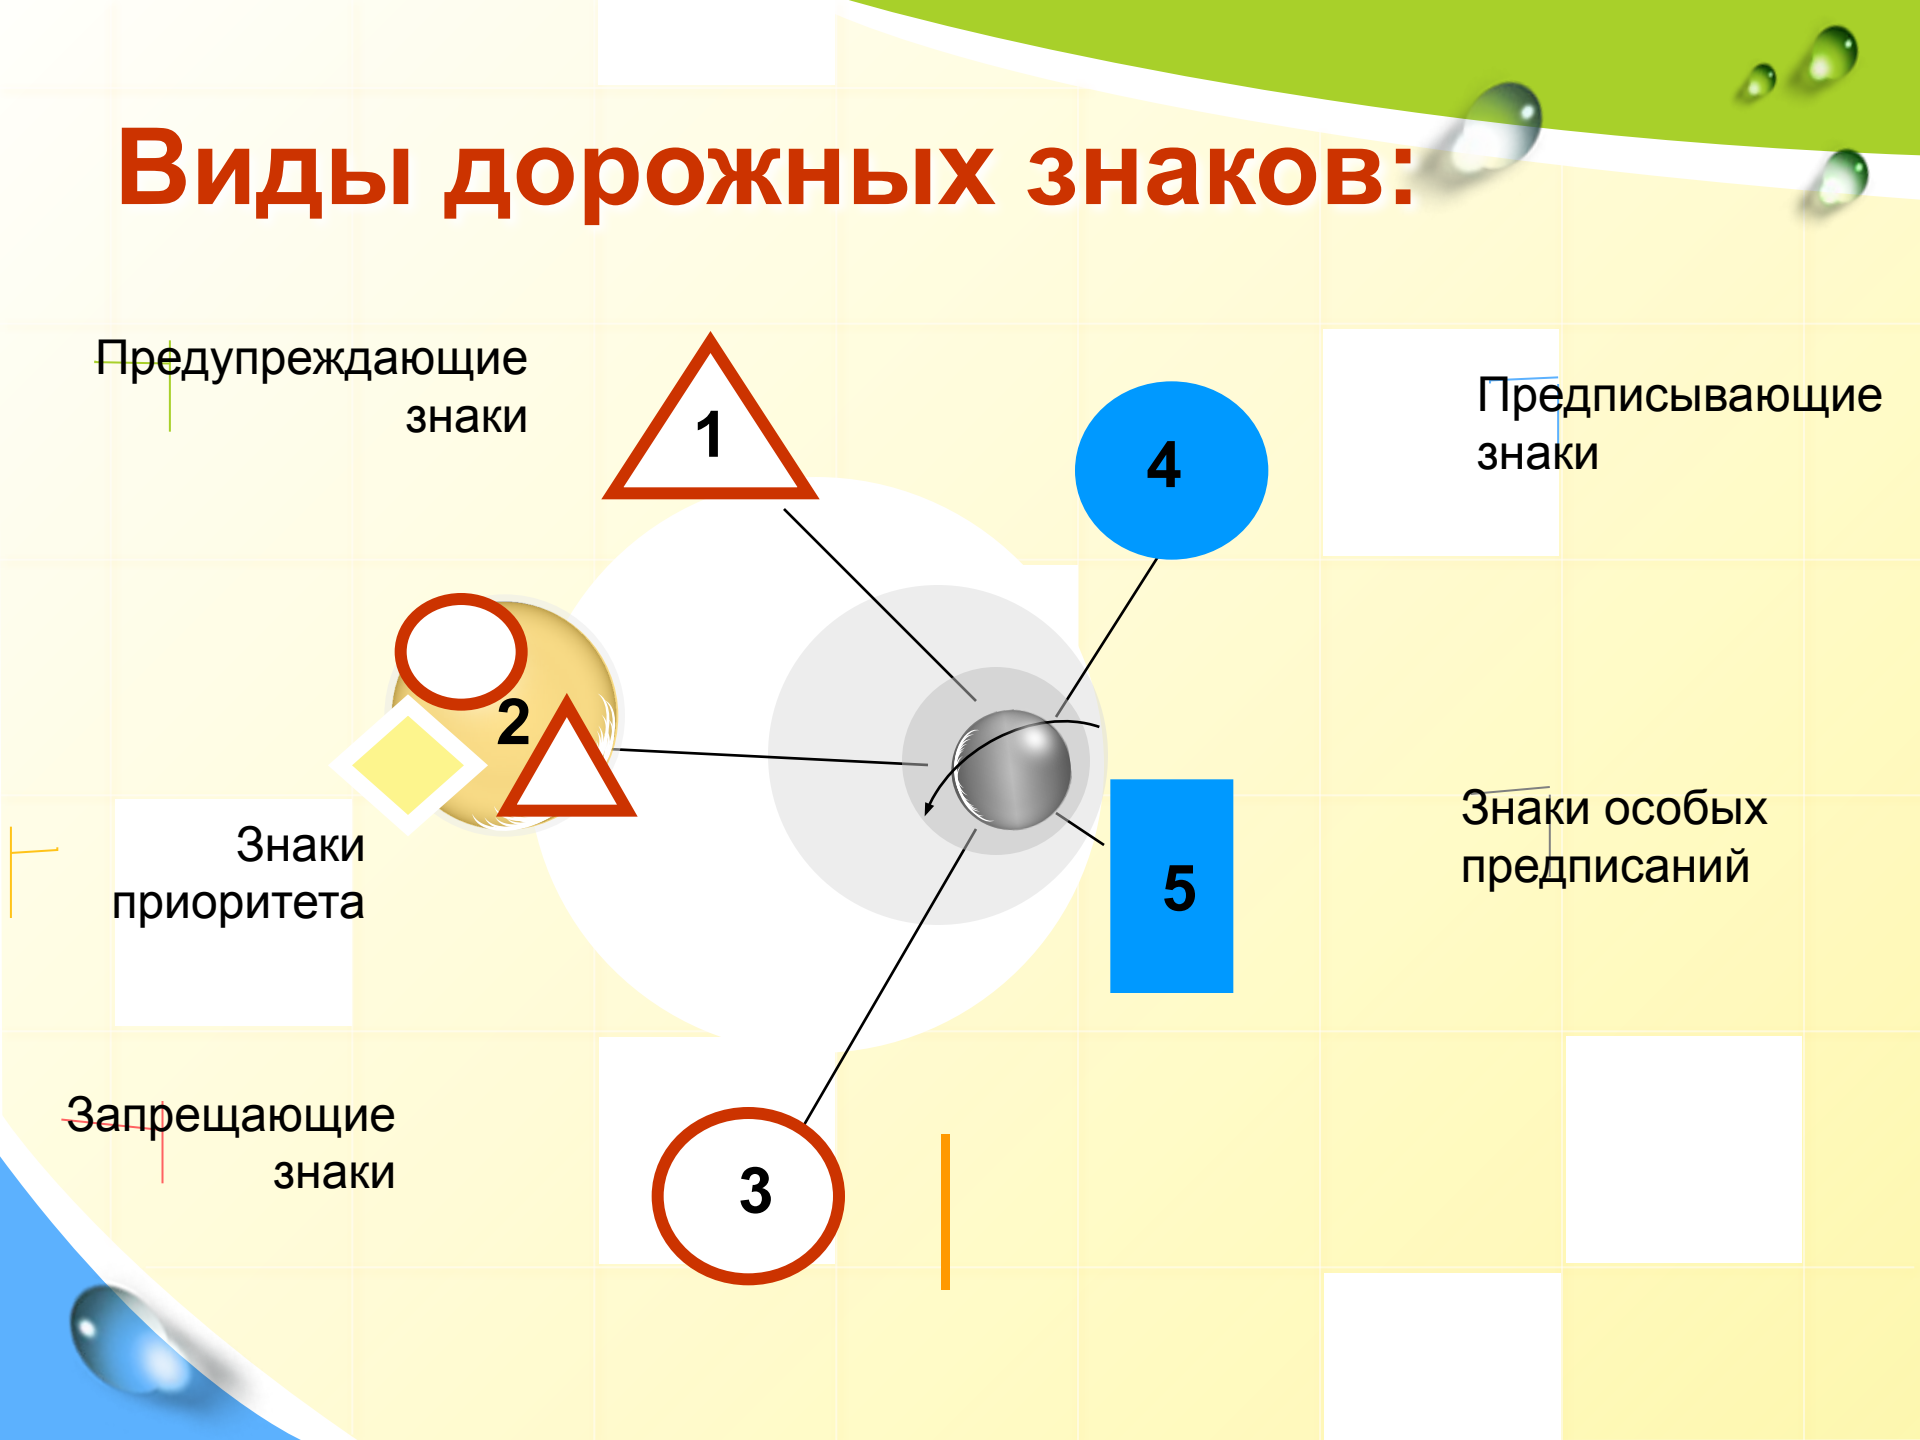 Виды дорожных знаков:
Предупреждающие
знаки
1
4
Предписывающие
знаки
2
Знаки
приоритета
5
Знаки особых
предписаний
Запрещающие
знаки
3